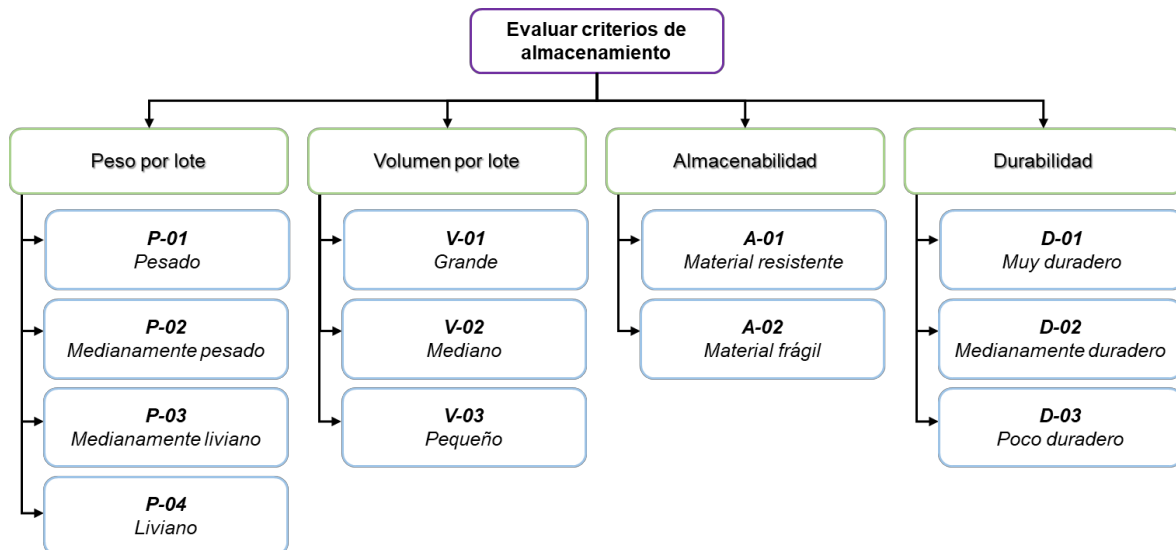 Evaluar criterios de
almacenamiento
Peso por lote
P-01
Pesado
P-02
Medianamente pesado
P-03
Medianamente liviano
P-04
Liviano
Volumen por lote
V-01
Grande
V-02
Mediano
V-03
Pequeño
Almacenabilidad
A-01
Material resistente
A-02
Material frágil
Durabilidad
D-01
Muy duradero
D-02
Medianamente duradero
D-03
Poco duradero